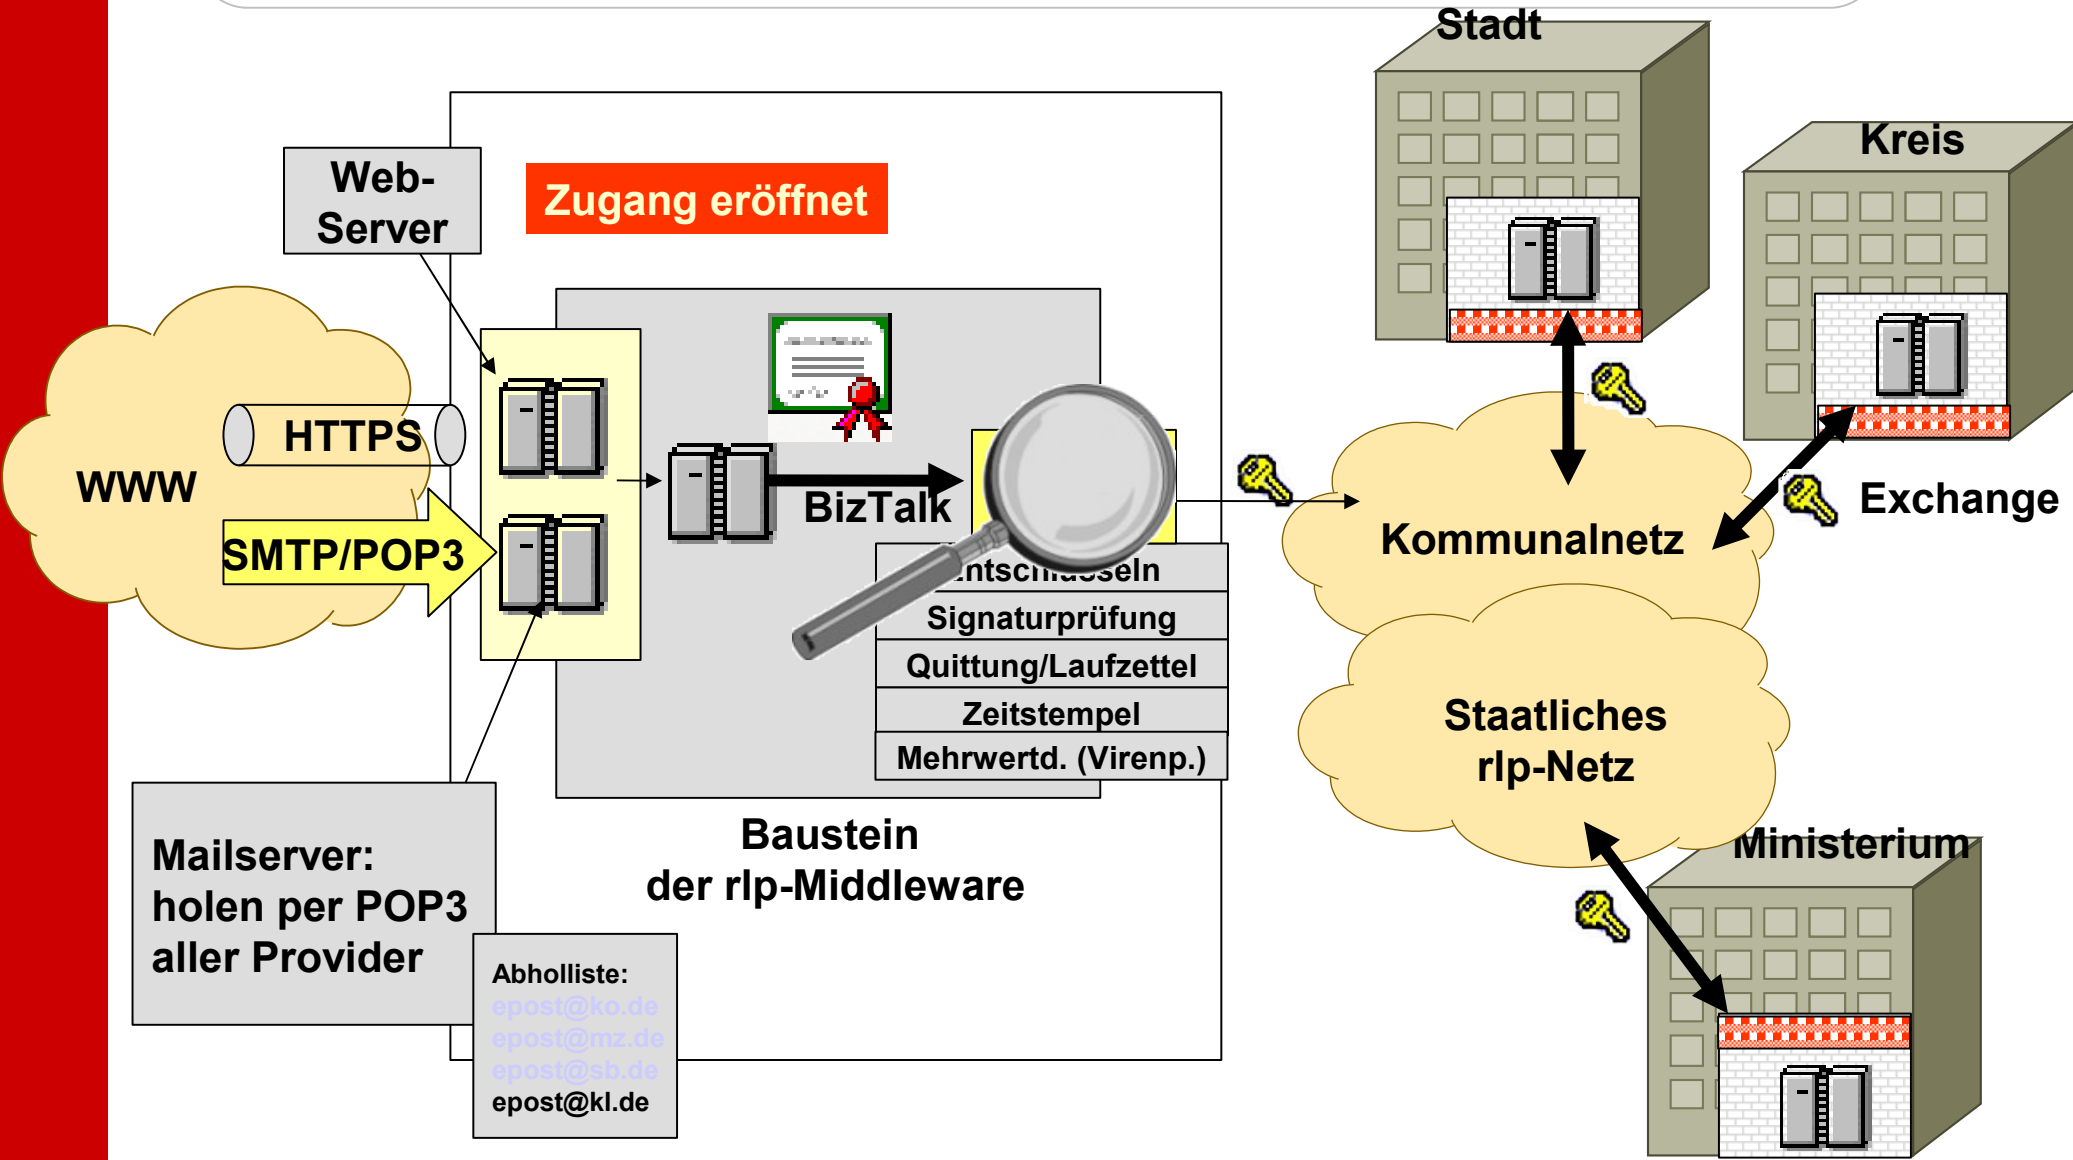 Stadt
Kreis
Web-
Server
Zugang eröffnet
HTTPS
WWW
SMTP/POP3
BizTalk
Entschlüsseln
Signaturprüfung
Quittung/Laufzettel
Zeitstempel
Mehrwertd. (Virenp.)
Kommunalnetz
Exchange
Staatliches
rlp-Netz
Ministerium
Baustein
der rlp-Middleware
Mailserver:
holen per POP3
aller Provider
Abholliste:
epost@ko.de
epost@mz.de
epost@sb.de
epost@kl.de